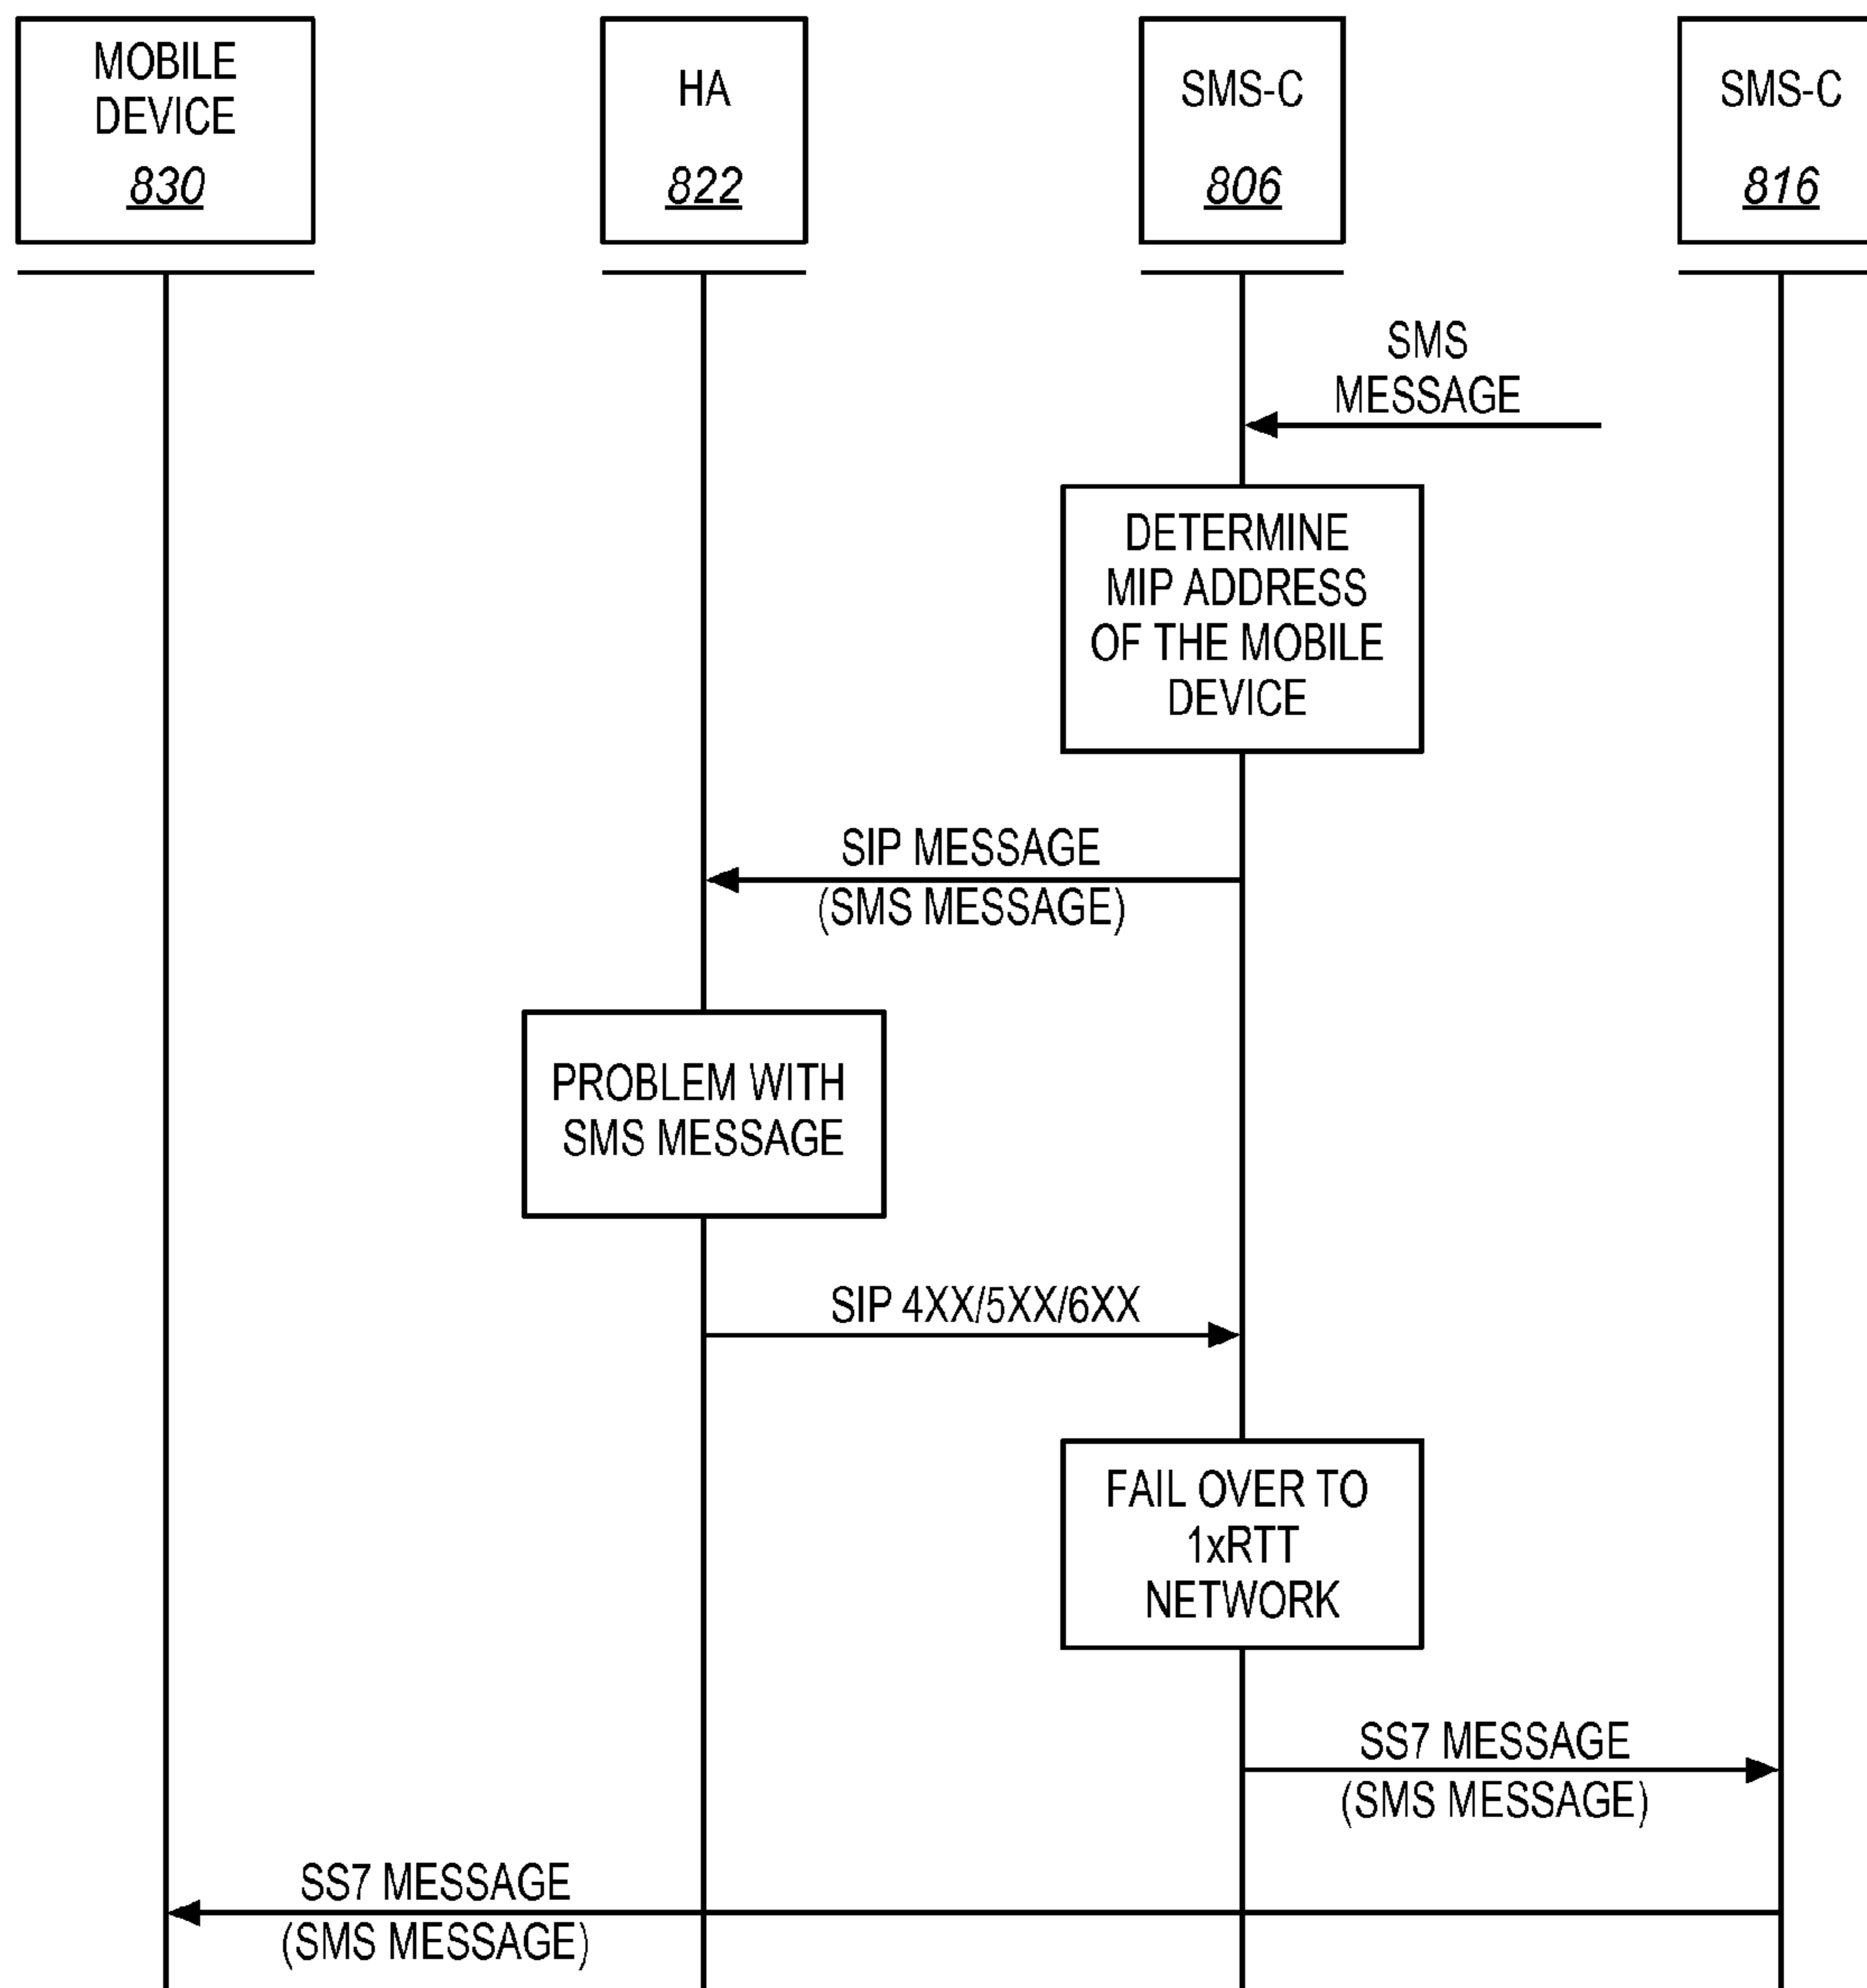 MOBILE
DEVICE
830
HA
822
SMS-C
806
SMS-C
816
SMS
MESSAGE
DETERMINE
MIP ADDRESS
OF THE MOBILE
DEVICE
SIP MESSAGE
(SMS MESSAGE)
PROBLEM WITH
SMS MESSAGE
SIP 4XX/5XX/6XX
FAIL OVER TO
1xRTT
NETWORK
SS7 MESSAGE
(SMS MESSAGE)
SS7 MESSAGE
(SMS MESSAGE)